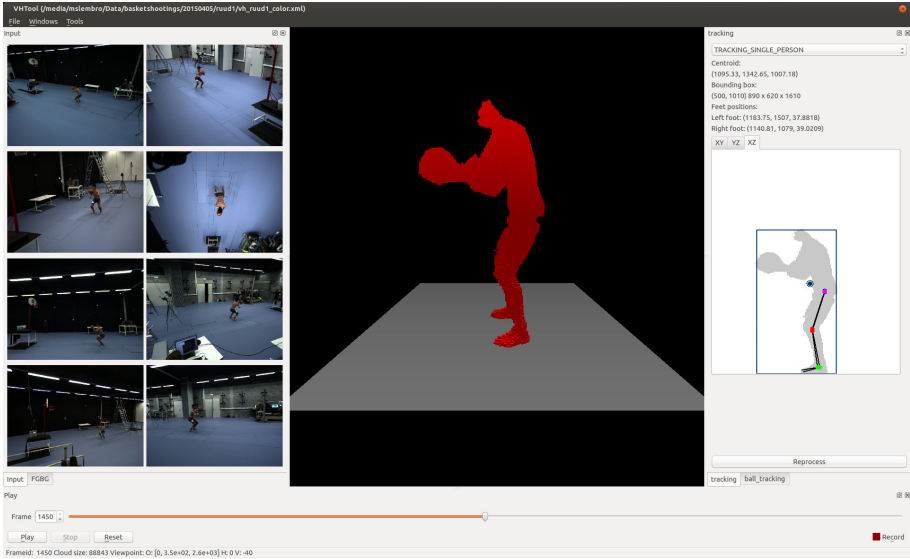 VHTool (/media/mslembro/Data/basketshootings/20150405/ruud1/vh_ruud1_color.xml)
File Windows Tools
Input
tracking
TRACKING_SINGLE_PERSON
Centroid:
(1095.33, 1342.65, 1007.18)
Bounding box:
(500, 1010) 890 x 620 x 1610
Feet positions:
Left foot: (1183.75, 1507, 37.8818)
Right foot: (1140.81, 1079, 39.0209)
XY YZ XZ
Reprocess
Input FGBG
tracking ball_tracking
Play
Frame 1450
Play Stop Reset
Record
Frameid: 1450 Cloud size: 88843 Viewpoint: O: [0, 3.5e+02, 2.6e+03] H: 0 V: -40